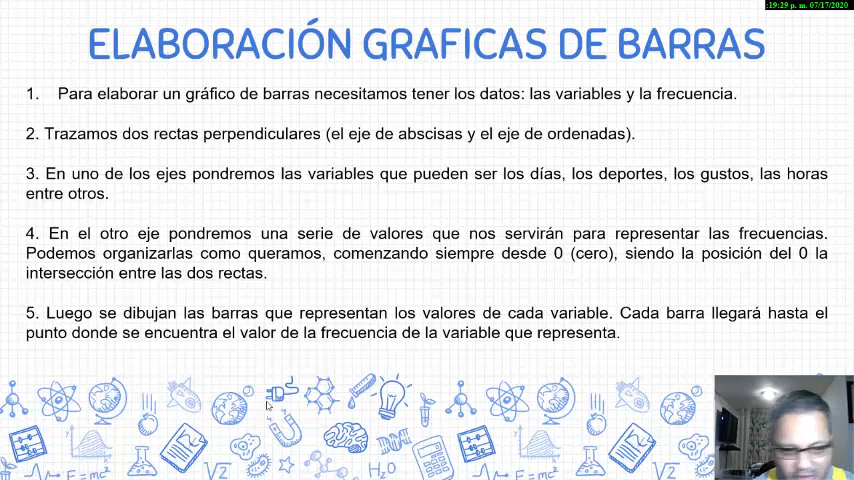 :19:29 p. m. 07/17/2020
ELABORACIÓN GRAFICAS DE BARRAS
1. Para elaborar un gráfico de barras necesitamos tener los datos: las variables y la frecuencia.
2. Trazamos dos rectas perpendiculares (el eje de abscisas y el eje de ordenadas).
3. En uno de los ejes pondremos las variables que pueden ser los días, los deportes, los gustos, las horas
entre otros.
4. En el otro eje pondremos una serie de valores que nos servirán para representar las frecuencias.
Podemos organizarlas como queramos, comenzando siempre desde 0 (cero), siendo la posición del 0 la
intersección entre las dos rectas.
5. Luego se dibujan las barras que representan los valores de cada variable. Cada barra llegará hasta el
punto donde se encuentra el valor de la frecuencia de la variable que representa.
H₂O
√2
E=mc²
E=mc²
√2